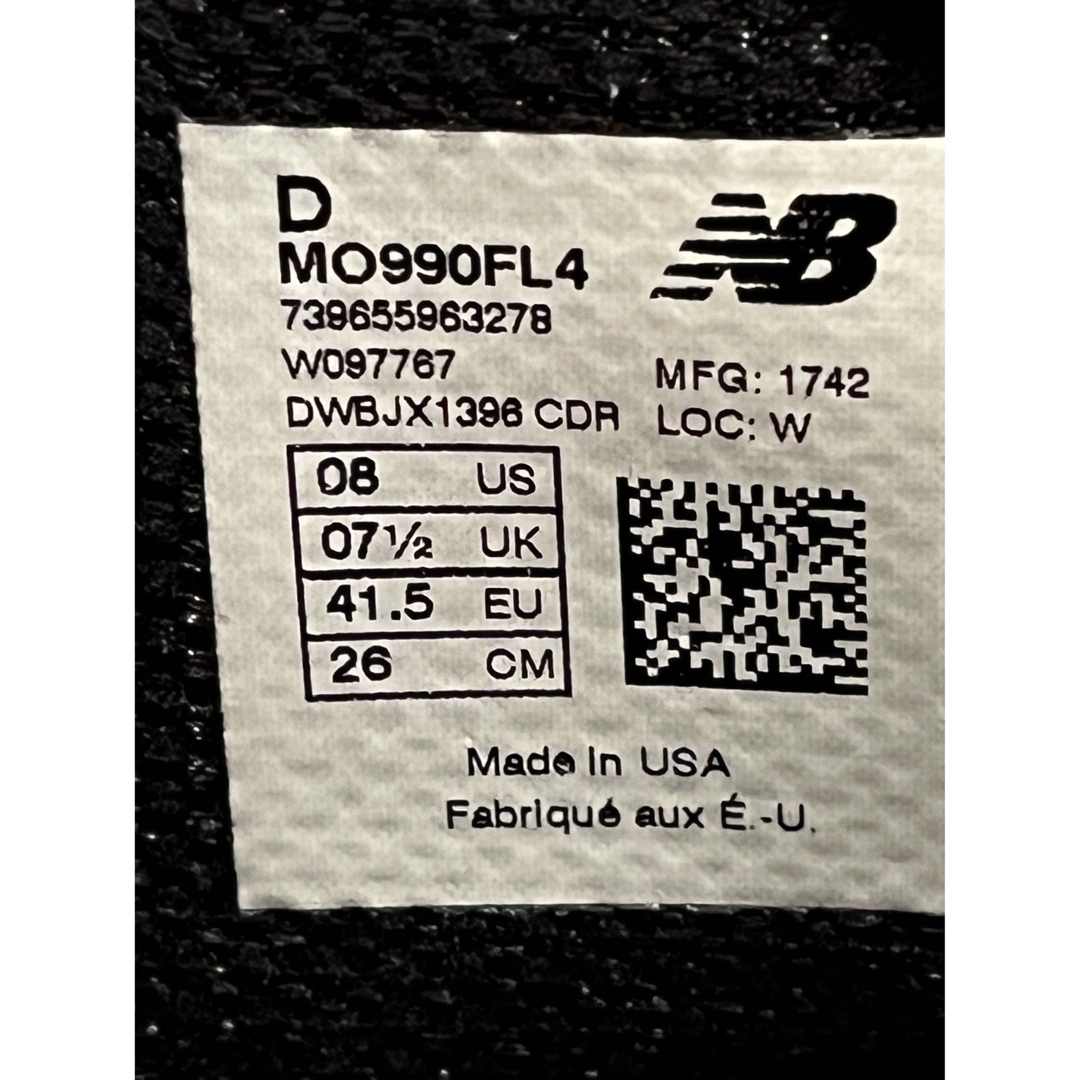 D
MO990FL4
739655963278
W097767
DWBJX1396 CDR
NB
MFG: 1742
LOC: W
08 US
07½ UK
41.5 EU
26 CM
Made In USA
Fabriqué aux É.-U.